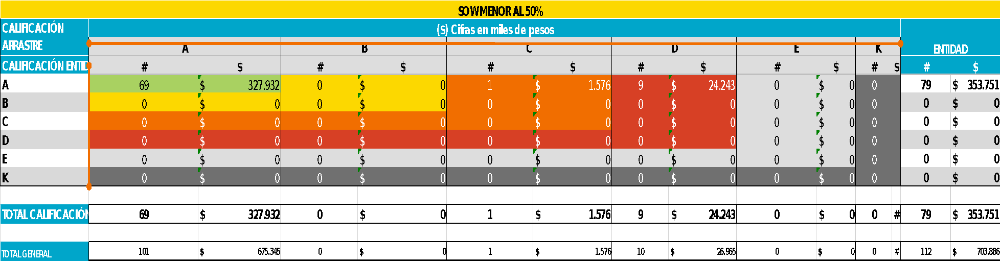 SOW MENOR AL 50%
CALIFICACIÓN ARRASTRE ($) Cifras en miles de pesos ENTIDAD
A B C D E K
CALIFICACIÓN ENTID # $ # $ # $ # $ # $ # $ # $
A 69 $ 327.932 0 $ 0 1 $ 1.576 9 $ 24.243 0 $ 0 0 79 $ 353.751
B 0 $ 0 0 $ 0 0 $ 0 0 $ 0 0 $ 0 0 0 $ 0
C 0 $ 0 0 $ 0 0 $ 0 0 $ 0 0 $ 0 0 0 $ 0
D 0 $ 0 0 $ 0 0 $ 0 0 $ 0 0 $ 0 0 0 $ 0
E 0 $ 0 0 $ 0 0 $ 0 0 $ 0 0 $ 0 0 0 $ 0
K 0 $ 0 0 $ 0 0 $ 0 0 $ 0 0 $ 0 0 0 $ 0
TOTAL CALIFICACIÓN 69 $ 327.932 0 $ 0 1 $ 1.576 9 $ 24.243 0 $ 0 0 # 79 $ 353.751
TOTAL GENERAL 101 $ 675.345 0 $ 0 1 $ 1.576 10 $ 26.965 0 $ 0 0 # 112 $ 703.886